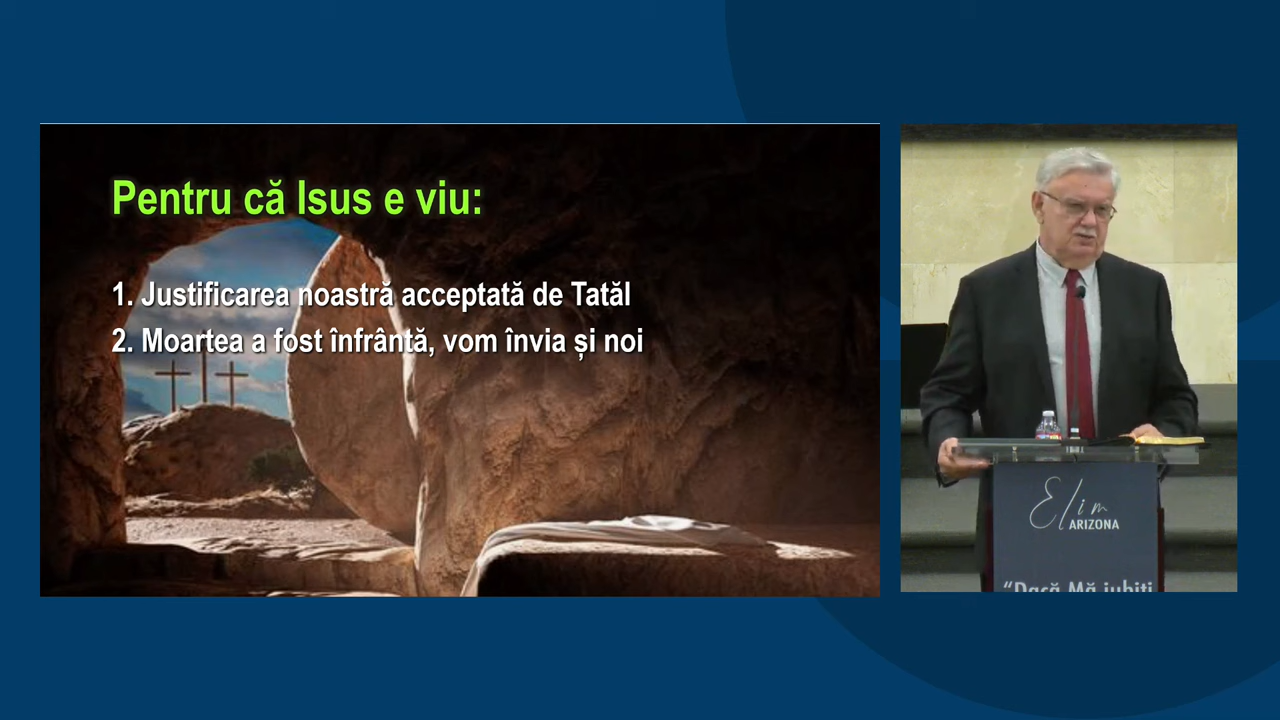 Pentru că Isus e viu:
1. Justificarea noastră acceptată de Tatăl
2. Moartea a fost înfrântă, vom învia și noi
Elim
ARIZONA
“Dacă Mă iubiți